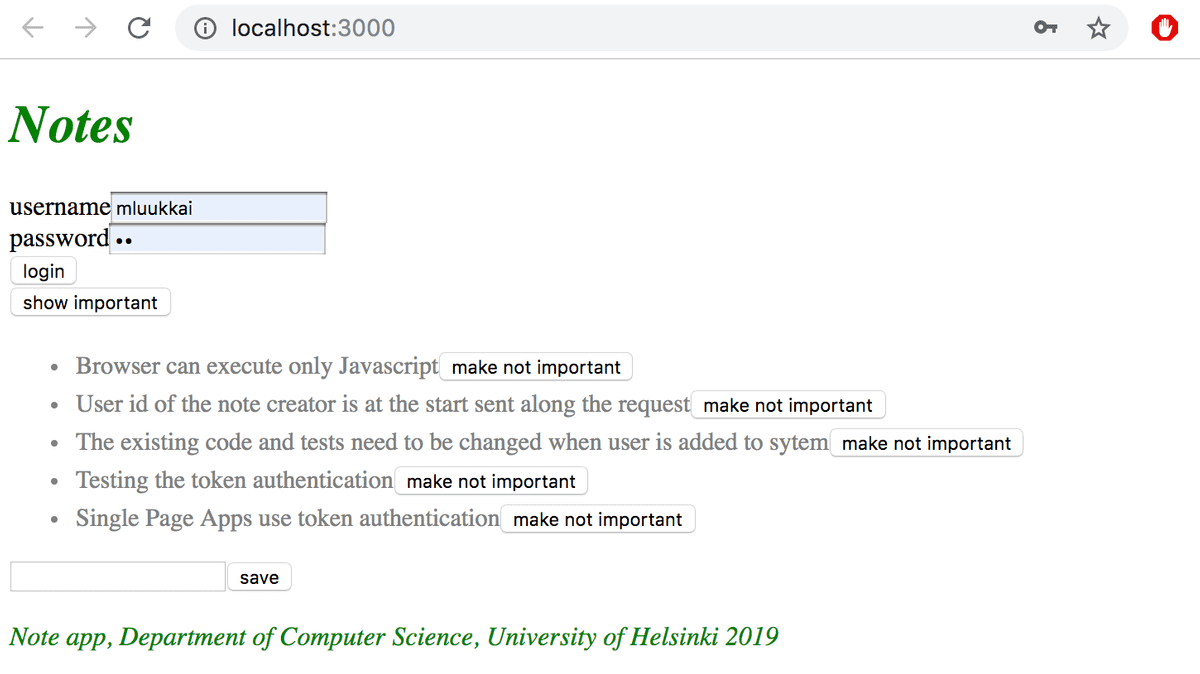 localhost:3000
Notes
username mluukkai
password ••
login
show important
• Browser can execute only Javascript make not important
• User id of the note creator is at the start sent along the request make not important
• The existing code and tests need to be changed when user is added to sytem make not important
• Testing the token authentication make not important
• Single Page Apps use token authentication make not important
save
Note app, Department of Computer Science, University of Helsinki 2019